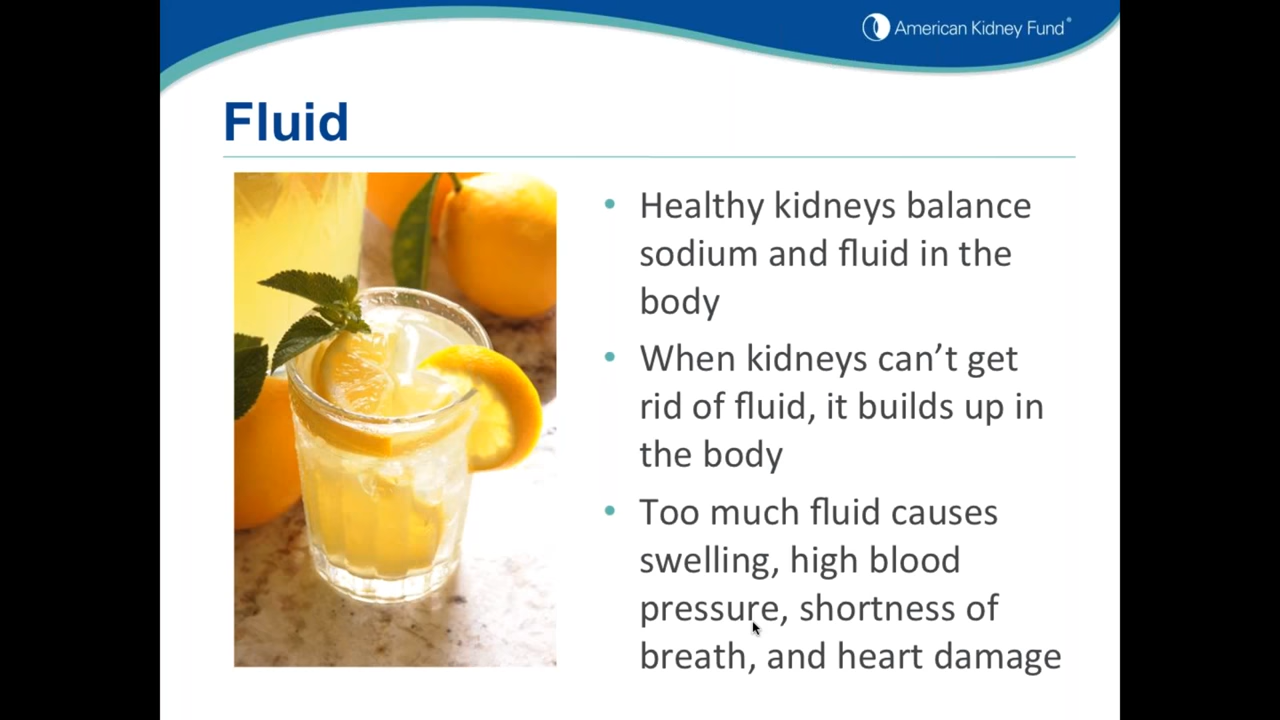 American Kidney Fund®
Fluid
• Healthy kidneys balance
sodium and fluid in the
body
• When kidneys can’t get
rid of fluid, it builds up in
the body
• Too much fluid causes
swelling, high blood
pressure, shortness of
breath, and heart damage